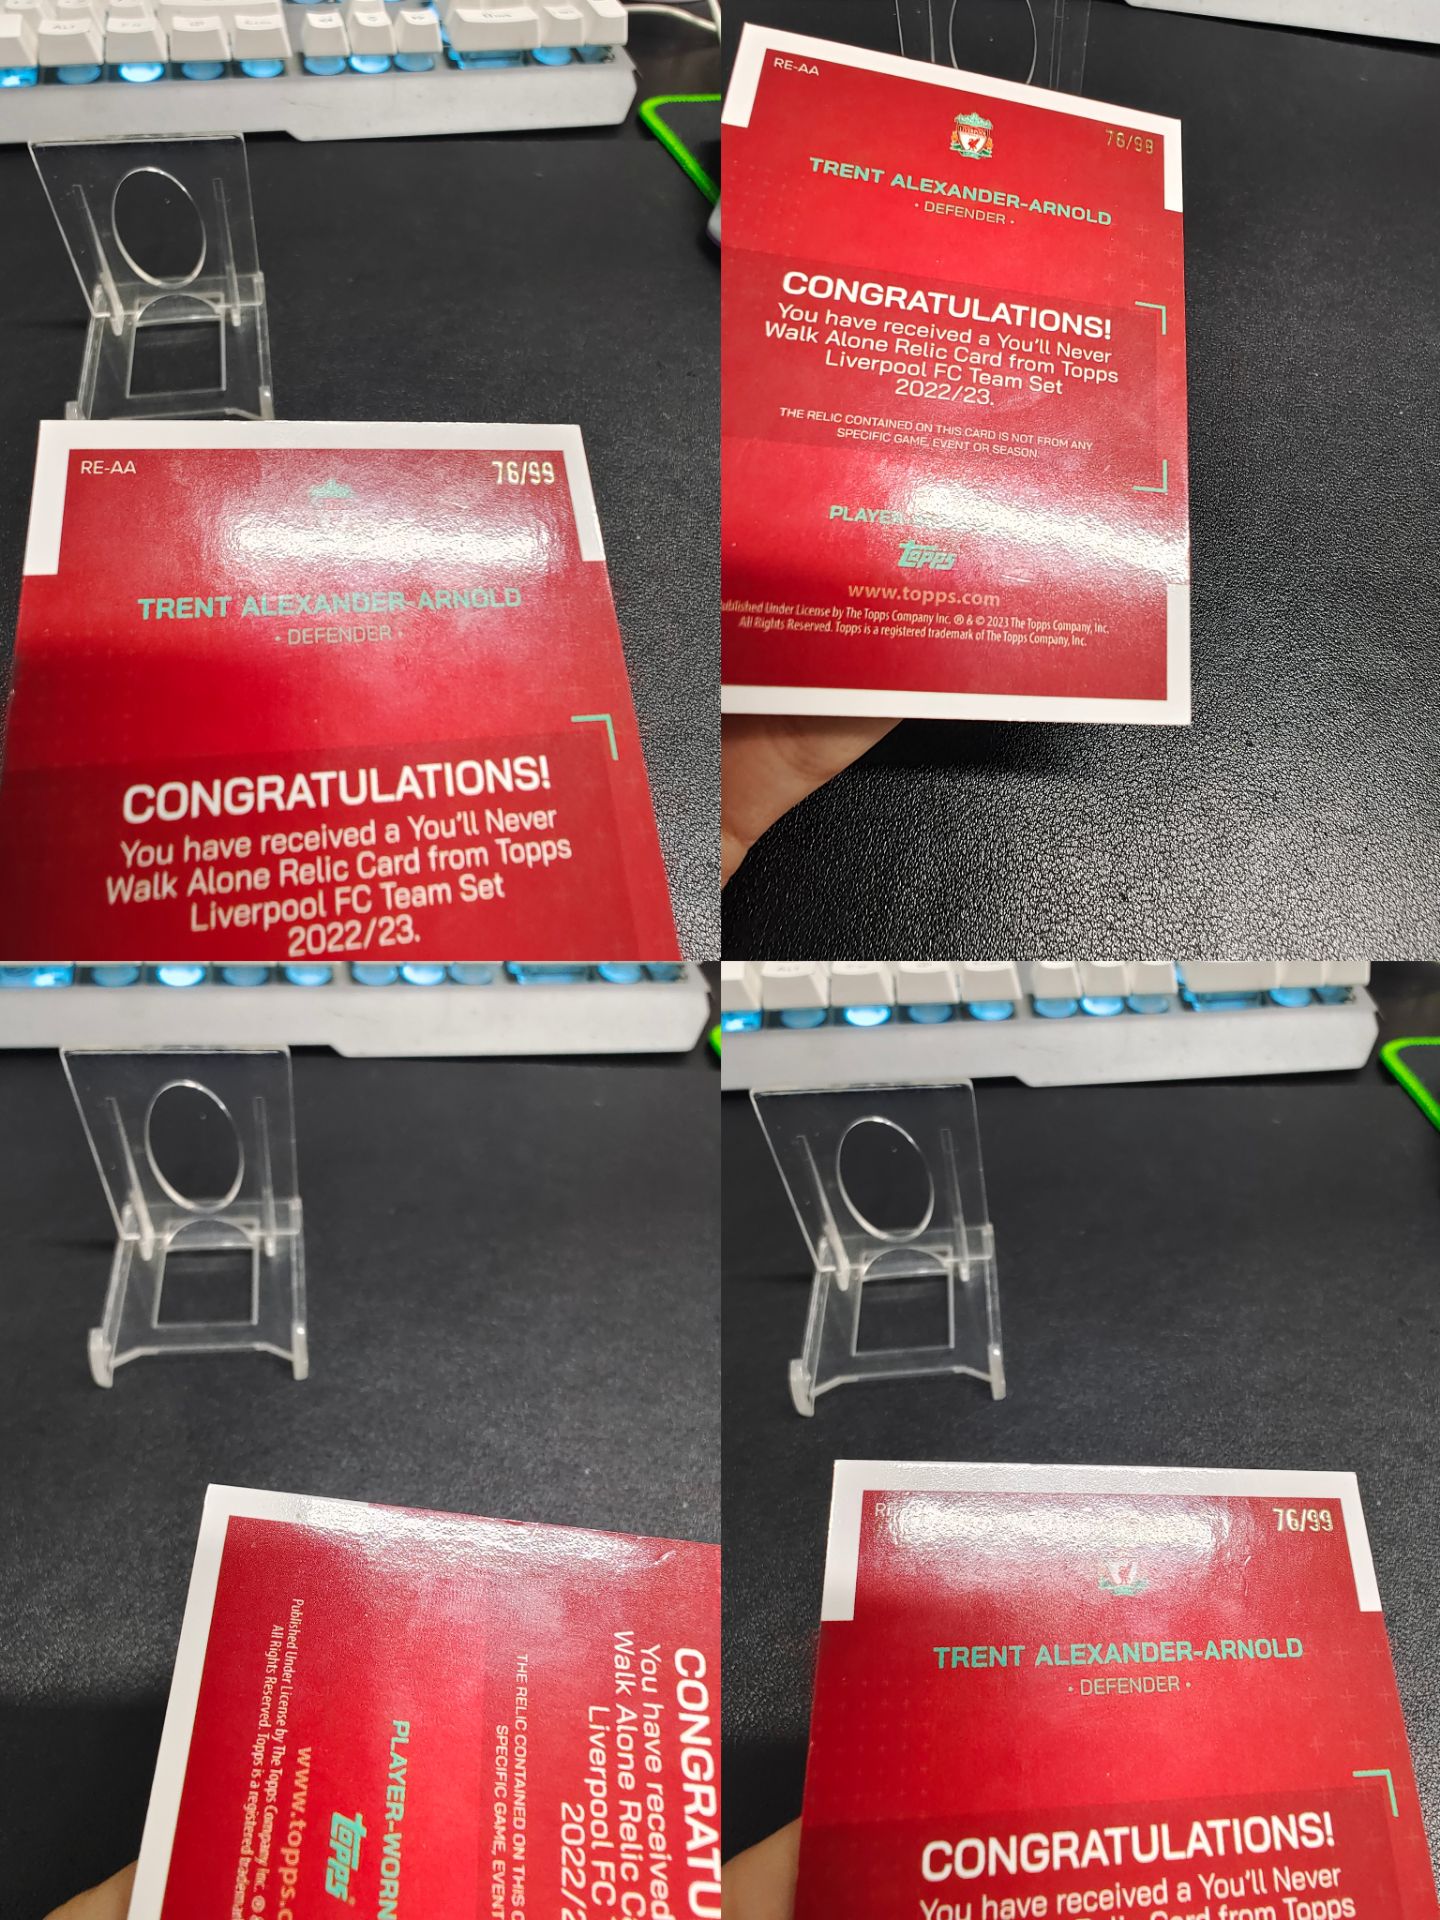 RE-AA
76/99
TRENT ALEXANDER-ARNOLD
• DEFENDER •
CONGRATULATIONS!
You have received a You'll Never
Walk Alone Relic Card from Topps
Liverpool FC Team Set
2022/23.
RE-AA
76/99
TRENT ALEXANDER-ARNOLD
• DEFENDER •
CONGRATULATIONS!
You have received a You'll Never
Walk Alone Relic Card from Topps
Liverpool FC Team Set
2022/23.
THE RELIC CONTAINED ON THIS CARD IS NOT FROM ANY
SPECIFIC GAME, EVENT OR SEASON.
PLAYER
topps
www.topps.com
Published Under License by The Topps Company Inc. ® & © 2023 The Topps Company, Inc.
All Rights Reserved. Topps is a registered trademark of The Topps Company, Inc.
CONGRATU
You have received
Walk Alone Relic
Liverpool FC
2022/2
THE RELIC CONTAINED ON THIS
SPECIFIC GAME, EVENT
PLAYER-WORN
topps
www.topps.c
Published Under License by The Topps Company Inc. ®
All Rights Reserved. Topps is a registered
76/99
TRENT ALEXANDER-ARNOLD
• DEFENDER •
CONGRATULATIONS!
You have received a You'll Never
Card from Topps